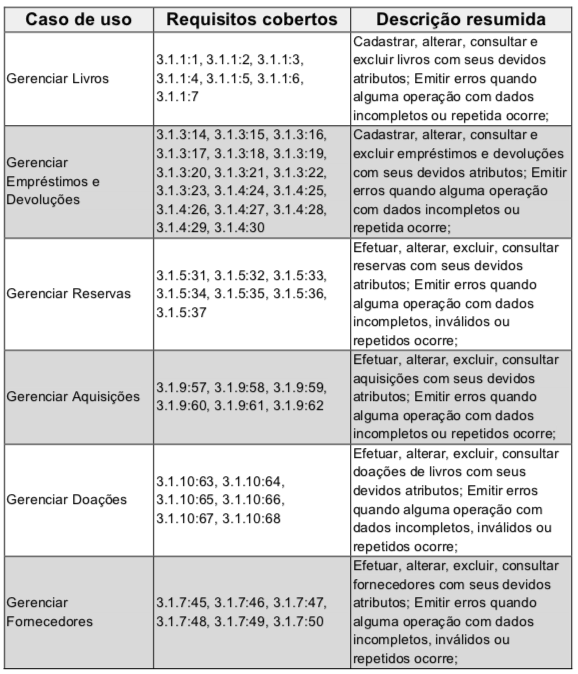 Caso de uso Requisitos cobertos Descrição resumida
Gerenciar Livros
3.1.1:1, 3.1.1:2, 3.1.1:3,
3.1.1:4, 3.1.1:5, 3.1.1:6,
3.1.1:7
Cadastrar, alterar, consultar e
excluir livros com seus devidos
atributos; Emitir erros quando
alguma operação com dados
incompletos ou repetida ocorre;
Gerenciar
Empréstimos e
Devoluções
3.1.3:14, 3.1.3:15, 3.1.3:16,
3.1.3:17, 3.1.3:18, 3.1.3:19,
3.1.3:20, 3.1.3:21, 3.1.3:22,
3.1.3:23, 3.1.4:24, 3.1.4:25,
3.1.4:26, 3.1.4:27, 3.1.4:28,
3.1.4:29, 3.1.4:30
Cadastrar, alterar, consultar e
excluir empréstimos e devoluções
com seus devidos atributos; Emitir
erros quando alguma operação
com dados incompletos ou
repetida ocorre;
Gerenciar Reservas
3.1.5:31, 3.1.5:32, 3.1.5:33,
3.1.5:34, 3.1.5:35, 3.1.5:36,
3.1.5:37
Efetuar, alterar, excluir, consultar
reservas com seus devidos
atributos; Emitir erros quando
alguma operação com dados
incompletos, inválidos ou
repetidos ocorre;
Gerenciar Aquisições
3.1.9:57, 3.1.9:58, 3.1.9:59,
3.1.9:60, 3.1.9:61, 3.1.9:62
Efetuar, alterar, excluir, consultar
aquisições com seus devidos
atributos; Emitir erros quando
alguma operação com dados
incompletos ou repetidos ocorre;
Gerenciar Doações
3.1.10:63, 3.1.10:64,
3.1.10:65, 3.1.10:66,
3.1.10:67, 3.1.10:68
Efetuar, alterar, excluir, consultar
doações de livros com seus
devidos atributos; Emitir erros
quando alguma operação com
dados incompletos, inválidos ou
repetidos ocorre;
Gerenciar
Fornecedores
3.1.7:45, 3.1.7:46, 3.1.7:47,
3.1.7:48, 3.1.7:49, 3.1.7:50
Efetuar, alterar, excluir, consultar
fornecedores com seus devidos
atributos; Emitir erros quando
alguma operação com dados
incompletos, inválidos ou
repetidos ocorre;